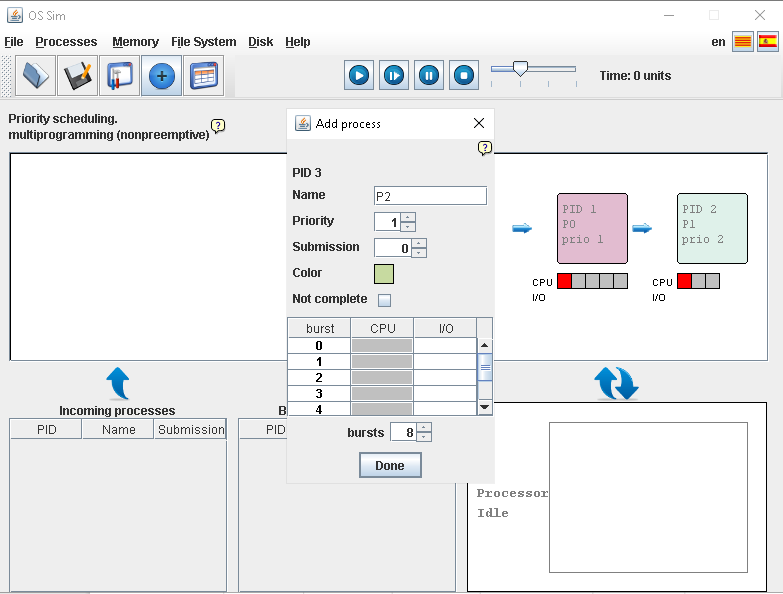 OS Sim
File Processes Memory File System Disk Help
en
Time: 0 units
Priority scheduling.
multiprogramming (nonpreemptive)
?
Add process
?
PID 3
Name P2
Priority 1
Submission 0
Color
Not complete
burst CPU I/O
0
1
2
3
4
bursts 8
Done
PID 1
P0
prio 1
CPU
I/O
PID 2
P1
prio 2
CPU
I/O
Incoming processes
PID Name Submission
B
PID
Processor
Idle